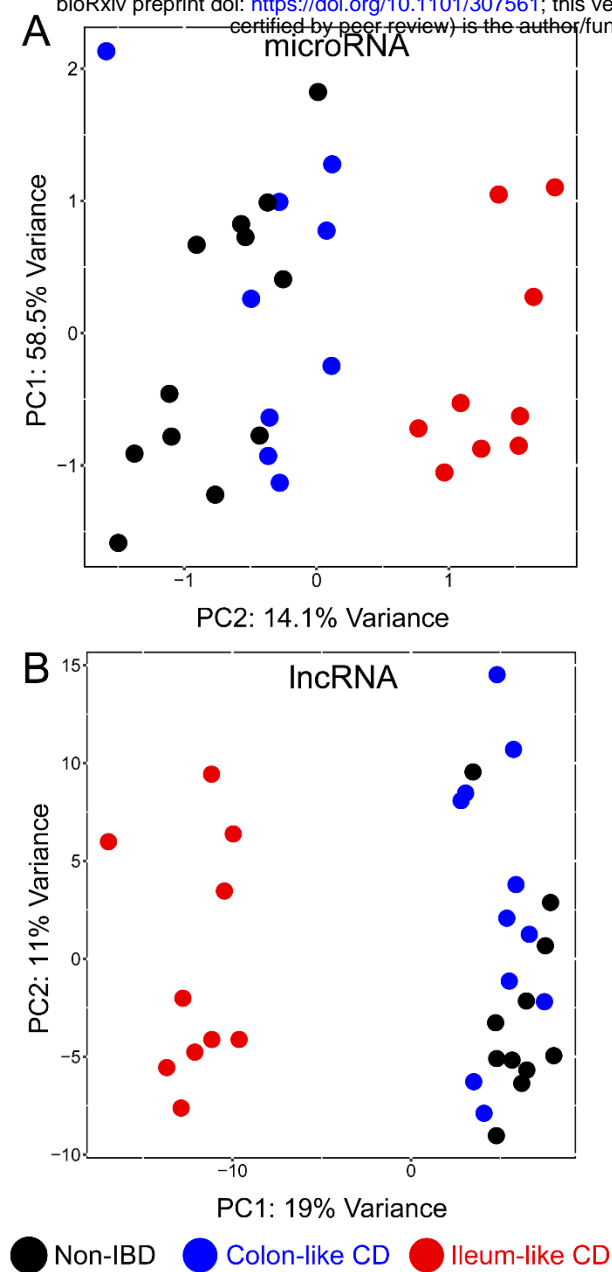 bioRxiv preprint doi: https://doi.org/10.1101/307561; this ve
certified by peer review) is the author/fun
A
microRNA
2
1
0
−1
PC1: 58.5% Variance
−1 0 1
PC2: 14.1% Variance
B
lncRNA
15
10
5
0
−5
−10
PC2: 11% Variance
−10 0
PC1: 19% Variance
Non-IBD Colon-like CD Ileum-like CD